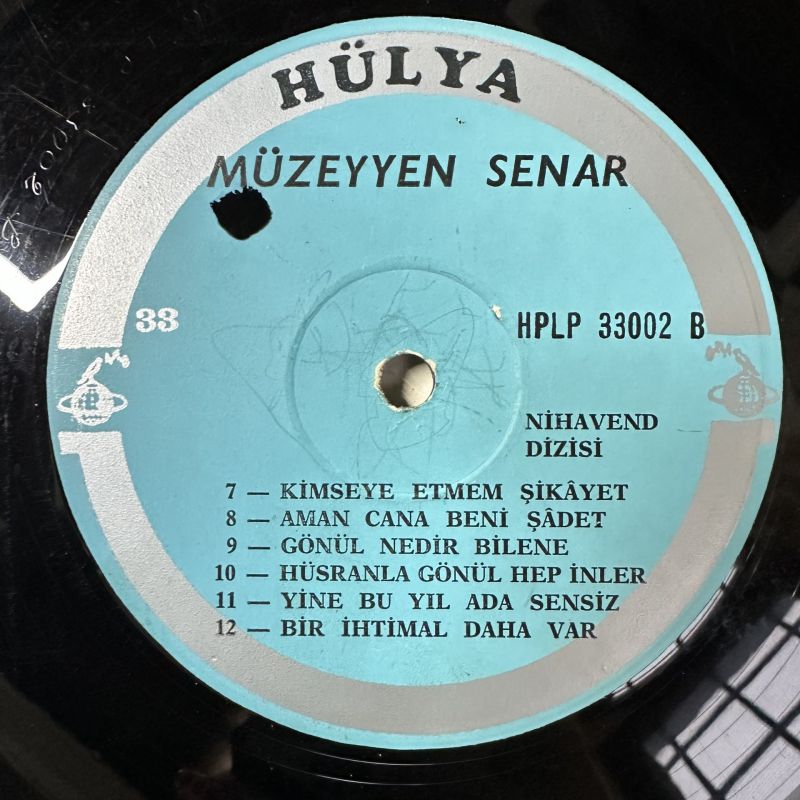 HÜLYA
MÜZEYYEN SENAR
33
HPLP 33002 B
NİHAVEND
DİZİSİ
7 — KİMSEYE ETMEM ŞİKÂYET
8 — AMAN CANA BENİ ŞÂDET
9 — GÖNÜL NEDİR BİLENE
10 — HÜSRANLA GÖNÜL HEP İNLER
11 — YİNE BU YIL ADA SENSİZ
12 — BİR İHTİMAL DAHA VAR